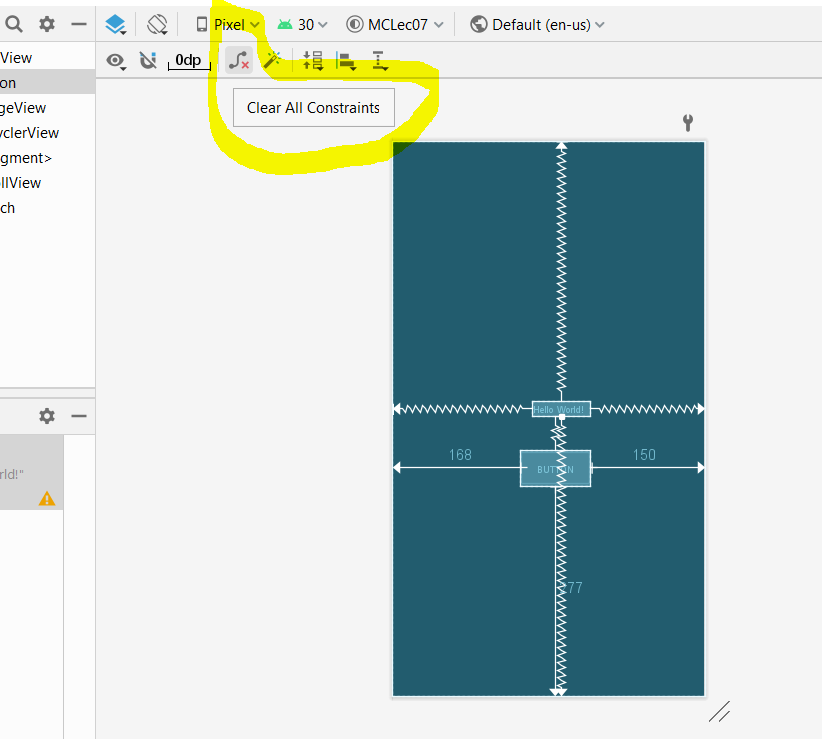 Pixel
30
MCLec07
Default (en-us)
View
0dp
on
geView
Clear All Constraints
yclerView
gment>
llView
ch
Hello World!
168
BUTTON
150
rld!"
77